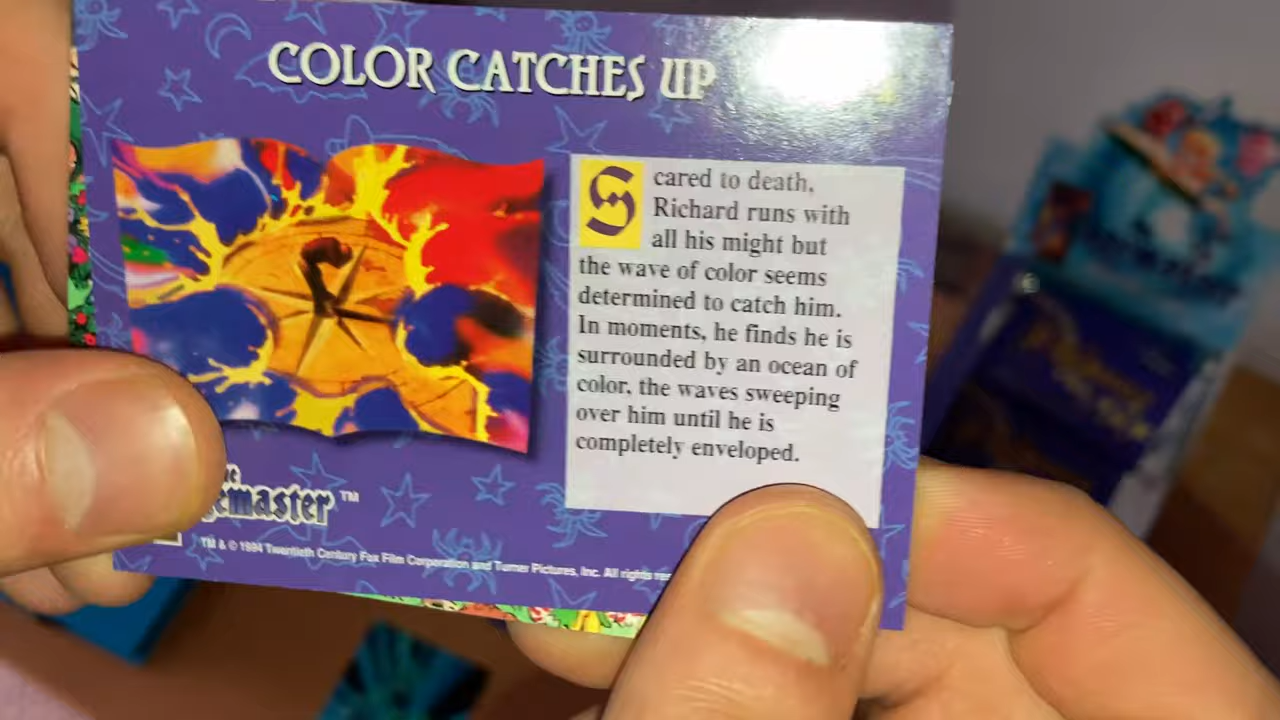 COLOR CATCHES UP
Scared to death,
Richard runs with
all his might but
the wave of color seems
determined to catch him.
In moments, he finds he is
surrounded by an ocean of
color, the waves sweeping
over him until he is
completely enveloped.
TM
TM & © 1994 Twentieth Century Fox Film Corporation and Turner Pictures, Inc. All rights